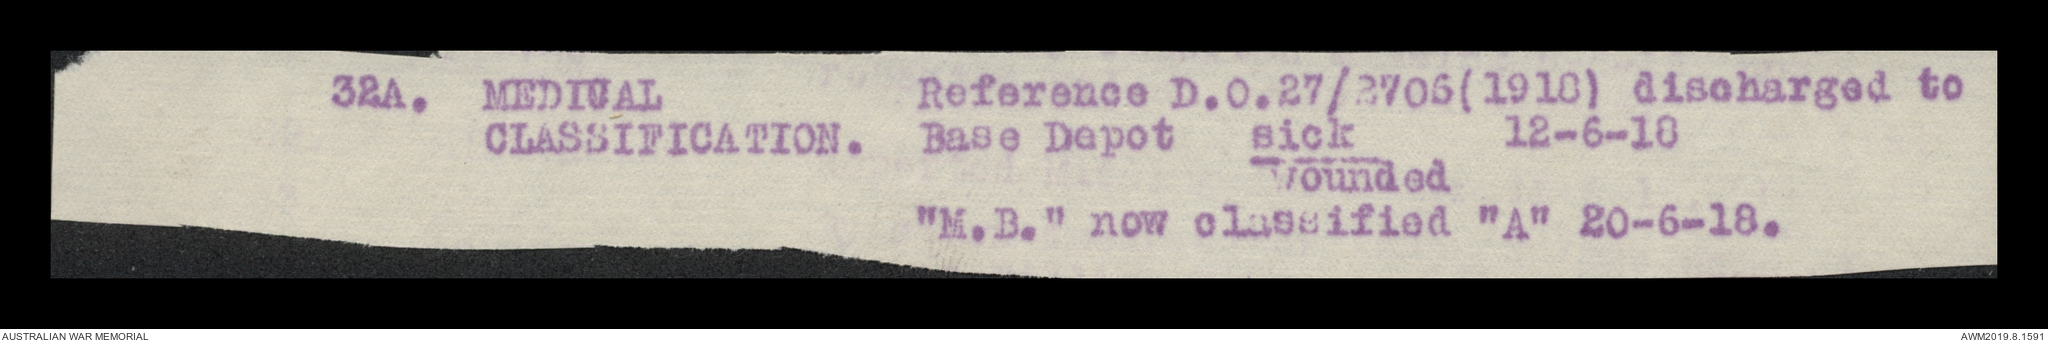 32A. MEDICAL Reference D.O.27/2706(1918) discharged to
CLASSIFICATION. Base Depot sick 12-6-18
Wounded
"M.B." now classified "A" 20-6-18.
AUSTRALIAN WAR MEMORIAL AWM2019.8.1591